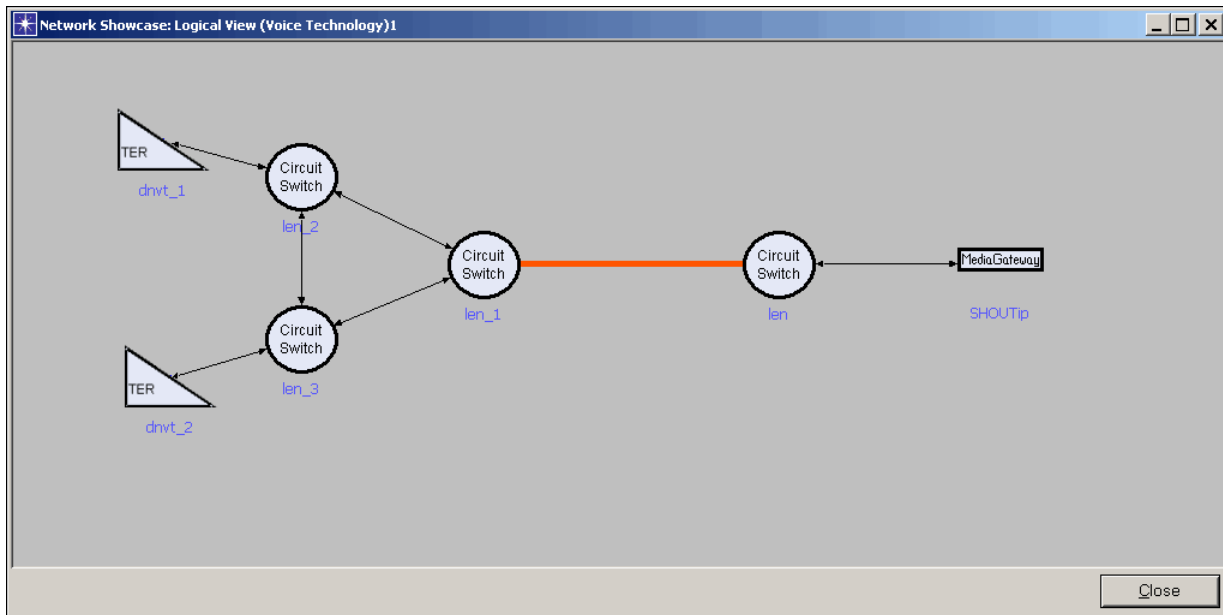 Network Showcase: Logical View (Voice Technology)1
TER
dnvt_1
Circuit
Switch
len_2
Circuit
Switch
len_1
Circuit
Switch
len
MediaGateway
SHOUTip
Circuit
Switch
len_3
TER
dnvt_2
Close